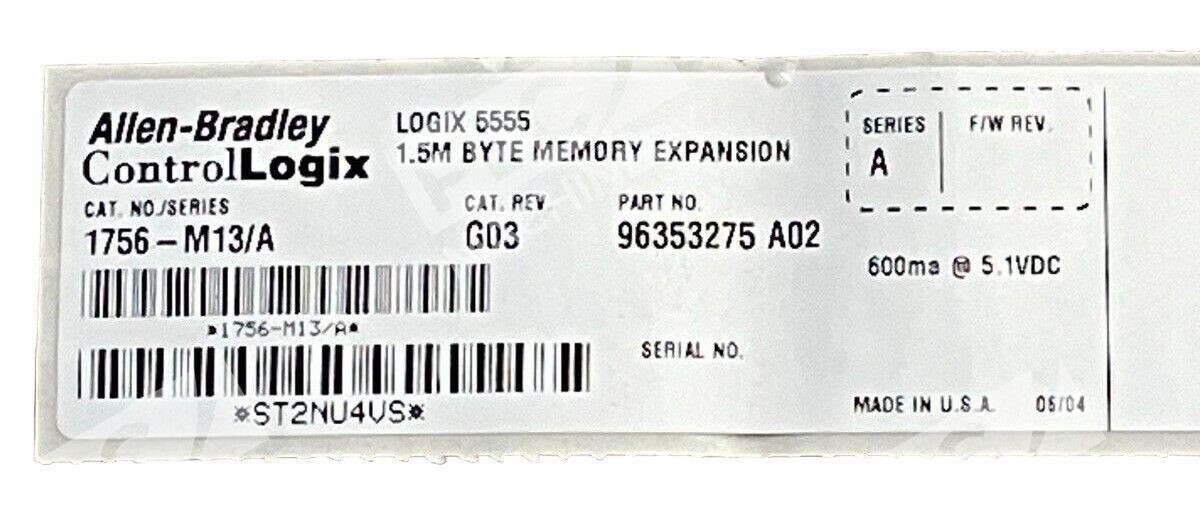 Allen-Bradley
ControlLogix
LOGIX 5555
1.5M BYTE MEMORY EXPANSION
SERIES
A
F/W REV.
CAT. NO./SERIES
1756-M13/A
CAT. REV.
G03
PART NO.
96353275 A02
600ma @ 5.1VDC
*1756-M13/A*
SERIAL NO.
*ST2NU4VS*
MADE IN U.S.A. 05/04